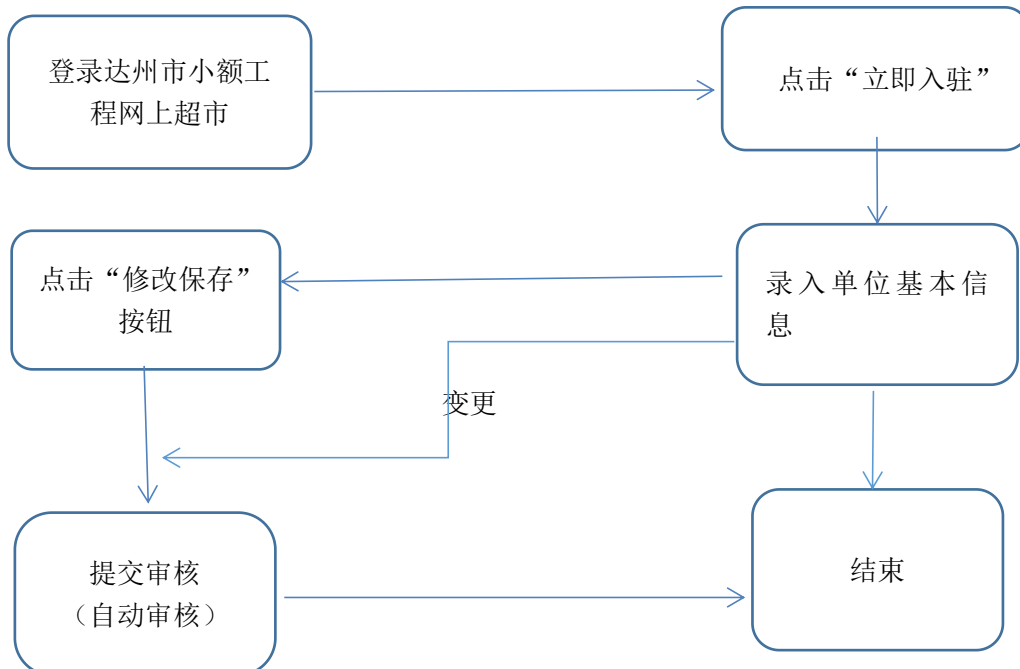 登录达州市小额工
程网上超市
点击“立即入驻”
点击“修改保存”
按钮
录入单位基本信
息
变更
提交审核
（自动审核）
结束